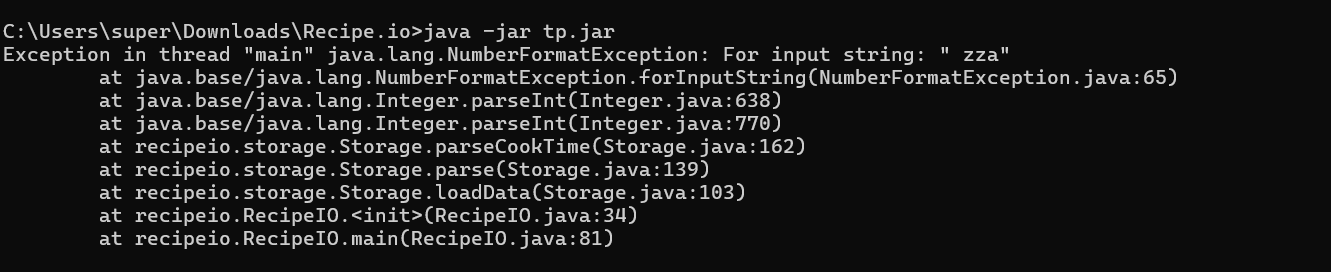 C:\Users\super\Downloads\Recipe.io>java -jar tp.jar
Exception in thread "main" java.lang.NumberFormatException: For input string: " zza"
        at java.base/java.lang.NumberFormatException.forInputString(NumberFormatException.java:65)
        at java.base/java.lang.Integer.parseInt(Integer.java:638)
        at java.base/java.lang.Integer.parseInt(Integer.java:770)
        at recipeio.storage.Storage.parseCookTime(Storage.java:162)
        at recipeio.storage.Storage.parse(Storage.java:139)
        at recipeio.storage.Storage.loadData(Storage.java:103)
        at recipeio.RecipeIO.<init>(RecipeIO.java:34)
        at recipeio.RecipeIO.main(RecipeIO.java:81)